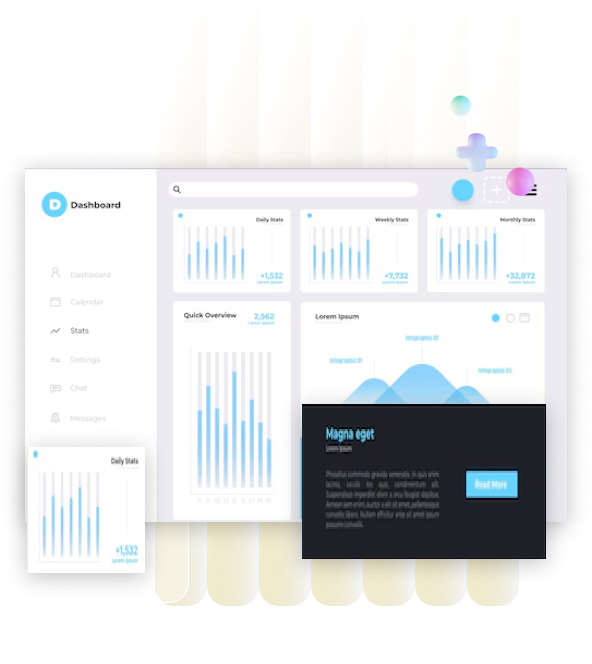 D Dashboard
Daily Stats
+1,532
Lorem Ipsum
Weekly Stats
+7,732
Lorem Ipsum
Monthly Stats
+32,872
Lorem Ipsum
Dashboard
Calendar
Stats
Settings
Chat
Messages
Quick Overview
2,562
Lorem Ipsum
Lorem Ipsum
Infographic 02
Infographic 01
Infographic 03
Daily Stats
+1,532
Lorem Ipsum
Magna eget
Lorem Ipsum
Phasellus commodo gravida venenatis. In quis enim
lacinia, iaculis leo quis, condimentum elit.
Suspendisse imperdiet diam a arcu feugiat dapibus.
Aenean sem enim, auctor a elit sit amet, pellentesque
convallis libero. Nullam efficitur ante sit amet ipsum
posuere convallis.
Read More